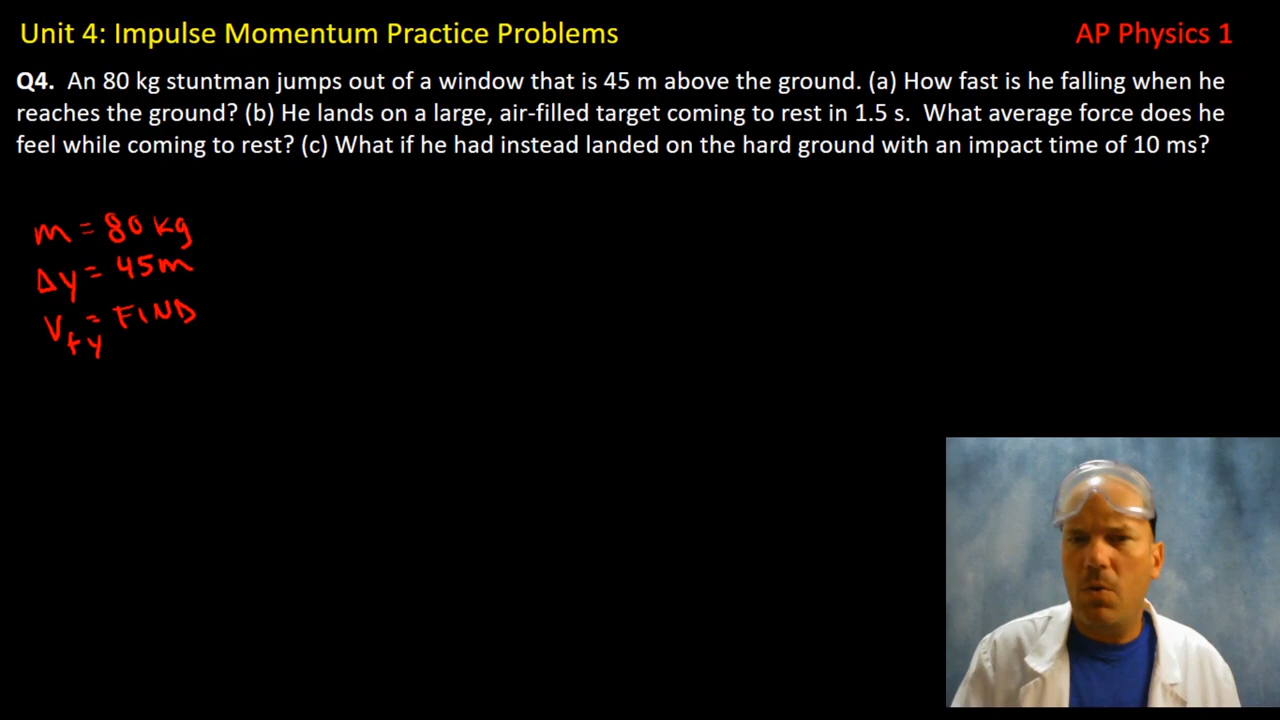 Unit 4: Impulse Momentum Practice Problems
AP Physics 1
Q4. An 80 kg stuntman jumps out of a window that is 45 m above the ground. (a) How fast is he falling when he
reaches the ground? (b) He lands on a large, air-filled target coming to rest in 1.5 s. What average force does he
feel while coming to rest? (c) What if he had instead landed on the hard ground with an impact time of 10 ms?
m = 80 kg
Δy = 45m
V_fy = FIND